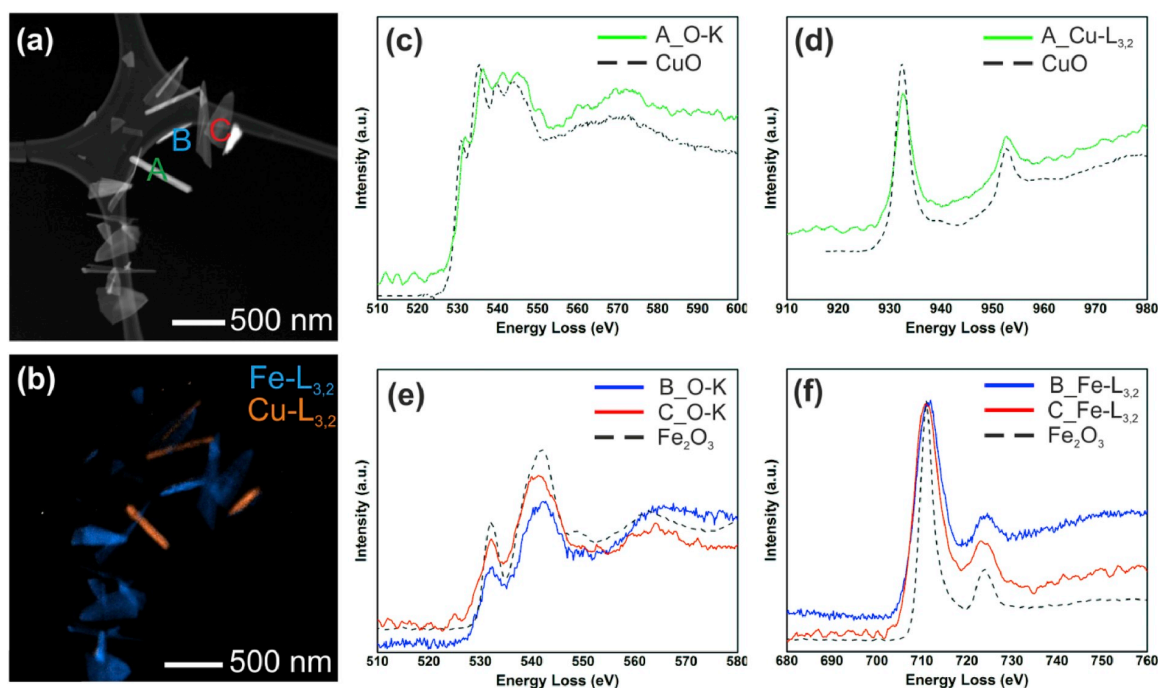 (a)
B
C
A
500 nm
(b)
Fe-L3,2
Cu-L3,2
500 nm
(c)
A_O-K
CuO
Intensity (a.u.)
510 520 530 540 550 560 570 580 590 600
Energy Loss (eV)
(d)
A_Cu-L3,2
CuO
Intensity (a.u.)
910 920 930 940 950 960 970 980
Energy Loss (eV)
(e)
B_O-K
C_O-K
Fe2O3
Intensity (a.u.)
510 520 530 540 550 560 570 580
Energy Loss (eV)
(f)
B_Fe-L3,2
C_Fe-L3,2
Fe2O3
Intensity (a.u.)
680 690 700 710 720 730 740 750 760
Energy Loss (eV)